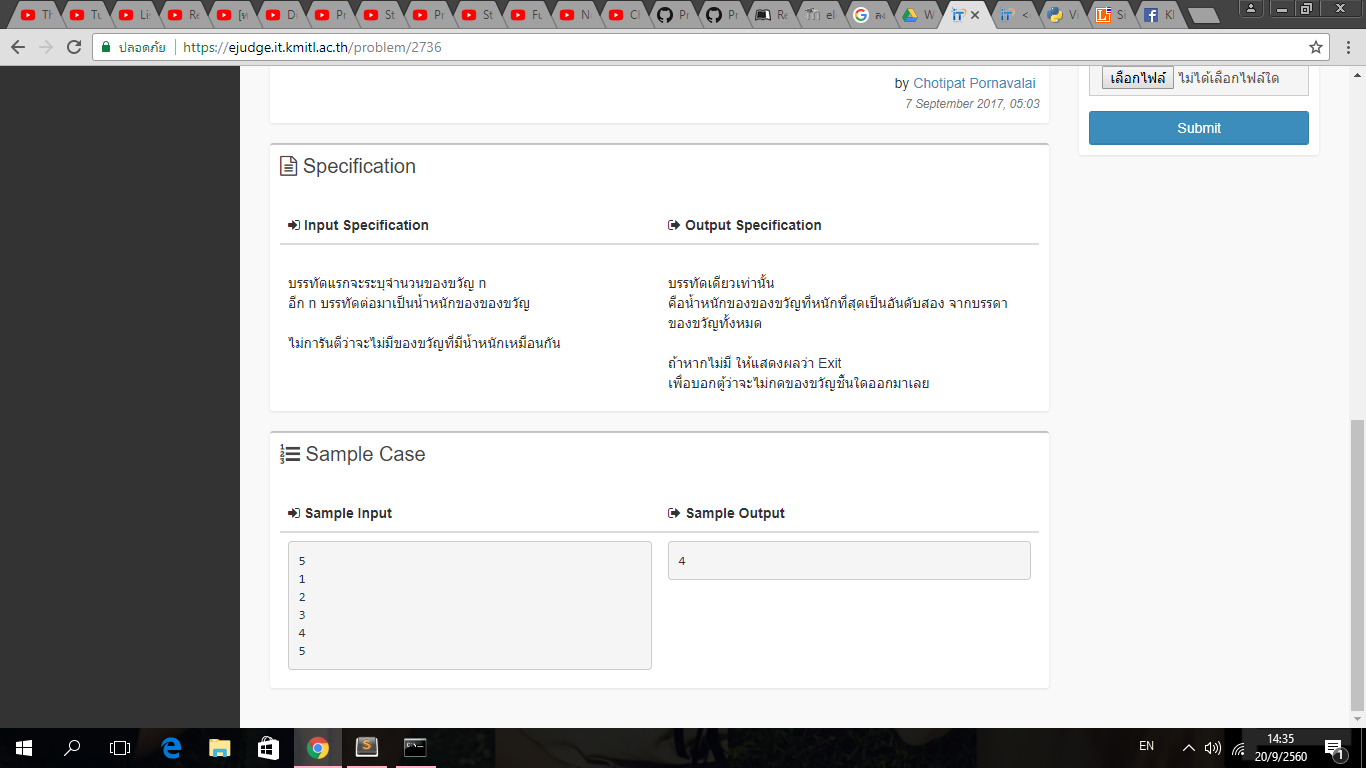 Th
Tu
Li
Re
[ท
Di
Pr
St
Pr
St
Fu
N
Cl
Pr
Pr
Re
el
ลง
W
<
Vi
Si
Kl
ปลอดภัย
https://ejudge.it.kmitl.ac.th/problem/2736
by Chotipat Pornavalai
7 September 2017, 05:03
เลือกไฟล์ ไม่ได้เลือกไฟล์ใด
Submit
Specification
Input Specification
บรรทัดแรกจะระบุจำนวนของขวัญ n
อีก n บรรทัดต่อมาเป็นน้ำหนักของของขวัญ
ไม่การันตีว่าจะไม่มีของขวัญที่มีน้ำหนักเหมือนกัน
Output Specification
บรรทัดเดียวเท่านั้น
คือน้ำหนักของของขวัญที่หนักที่สุดเป็นอันดับสอง จากบรรดา
ของขวัญทั้งหมด
ถ้าหากไม่มี ให้แสดงผลว่า Exit
เพื่อบอกตู้ว่าจะไม่กดของขวัญชิ้นใดออกมาเลย
Sample Case
Sample Input
5
1
2
3
4
5
Sample Output
4
EN
14:35
20/9/2560
1